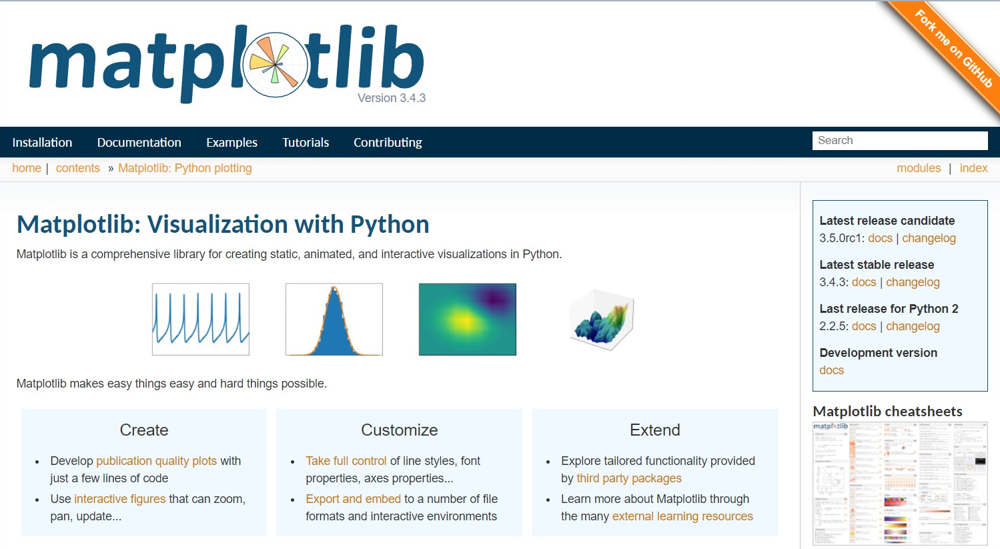 matplotlib
Version 3.4.3
Fork me on GitHub
Installation Documentation Examples Tutorials Contributing
Search
home | contents » Matplotlib: Python plotting
modules | index
Matplotlib: Visualization with Python
Matplotlib is a comprehensive library for creating static, animated, and interactive visualizations in Python.
Matplotlib makes easy things easy and hard things possible.
Create
• Develop publication quality plots with
just a few lines of code
• Use interactive figures that can zoom,
pan, update...
Customize
• Take full control of line styles, font
properties, axes properties...
• Export and embed to a number of file
formats and interactive environments
Extend
• Explore tailored functionality provided
by third party packages
• Learn more about Matplotlib through
the many external learning resources
Latest release candidate
3.5.0rc1: docs | changelog
Latest stable release
3.4.3: docs | changelog
Last release for Python 2
2.2.5: docs | changelog
Development version
docs
Matplotlib cheatsheets
matplotlib